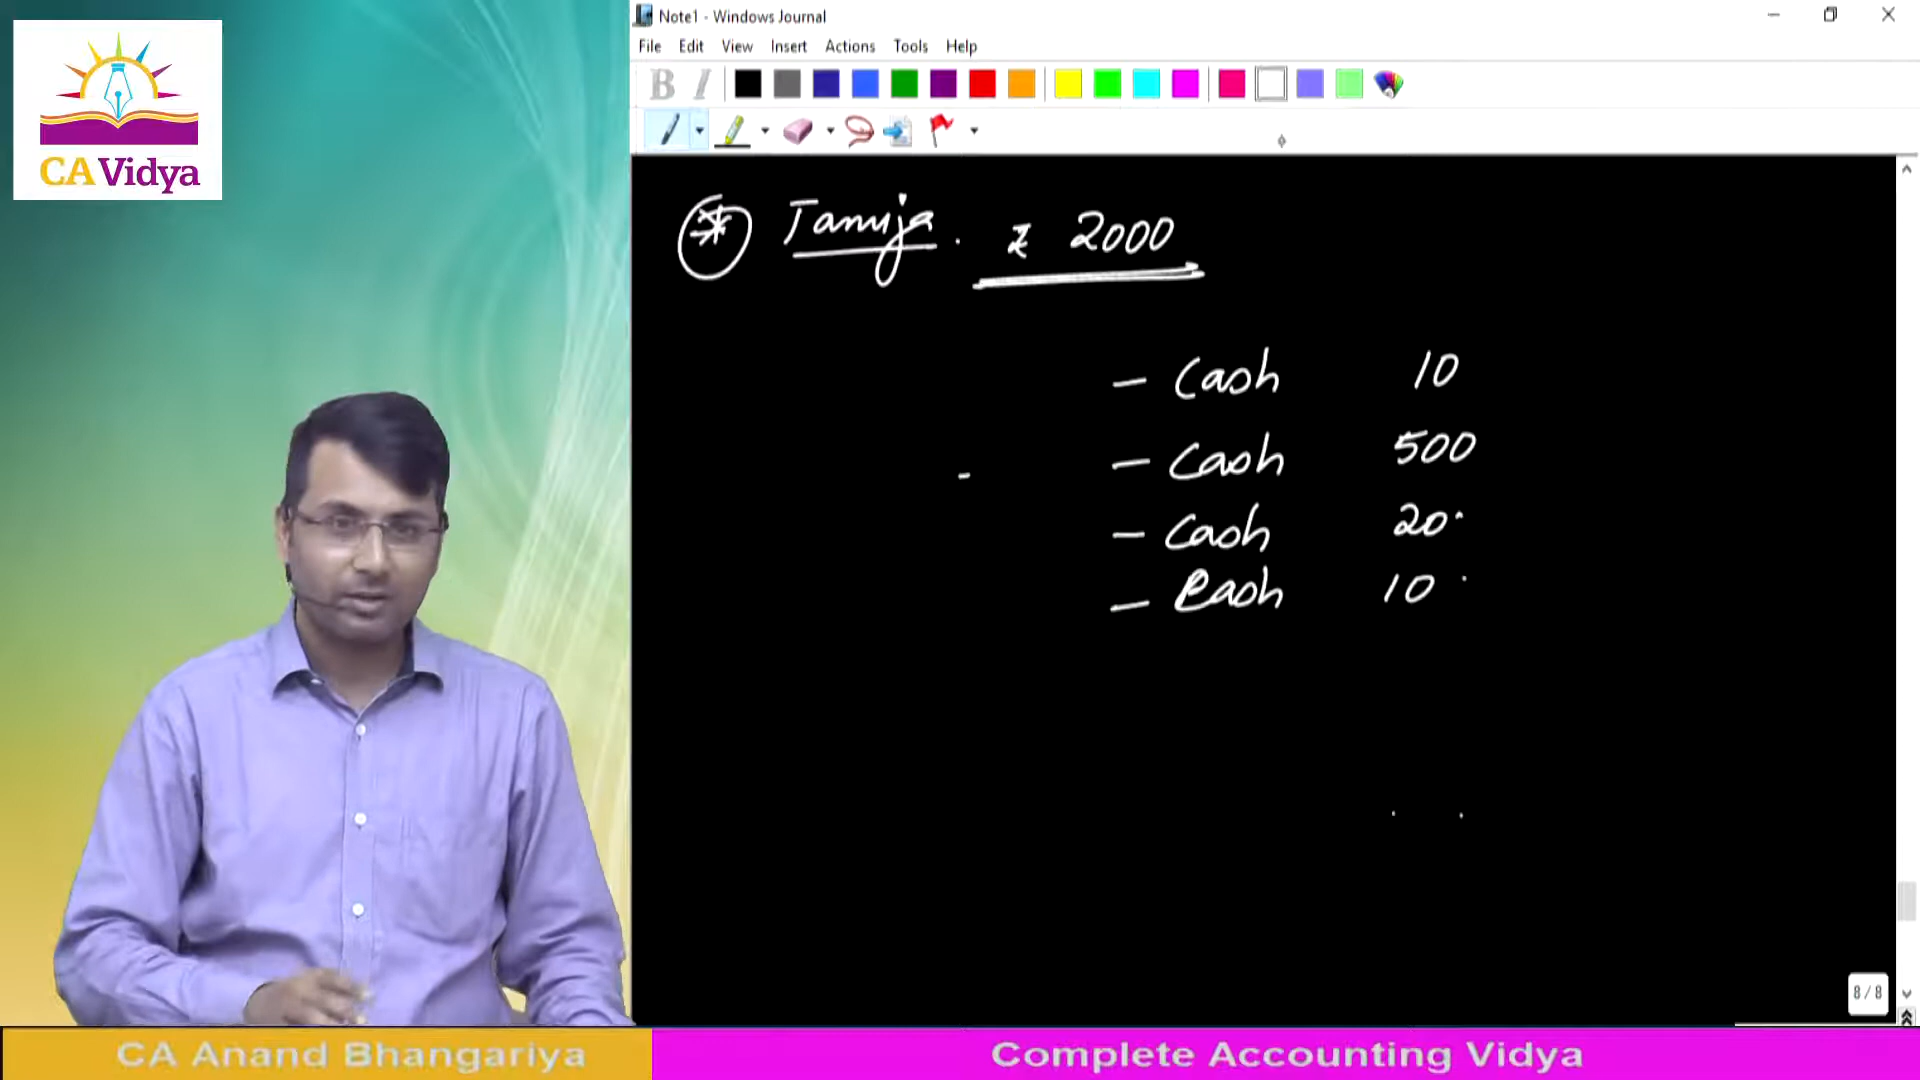 CA Vidya
Note1 - Windows Journal
File Edit View Insert Actions Tools Help
B I
Tanuja. ₹ 2000
- Cash 10
- Cash 500
- Cash 20
- Cash 10
8 / 8
CA Anand Bhangariya
Complete Accounting Vidya